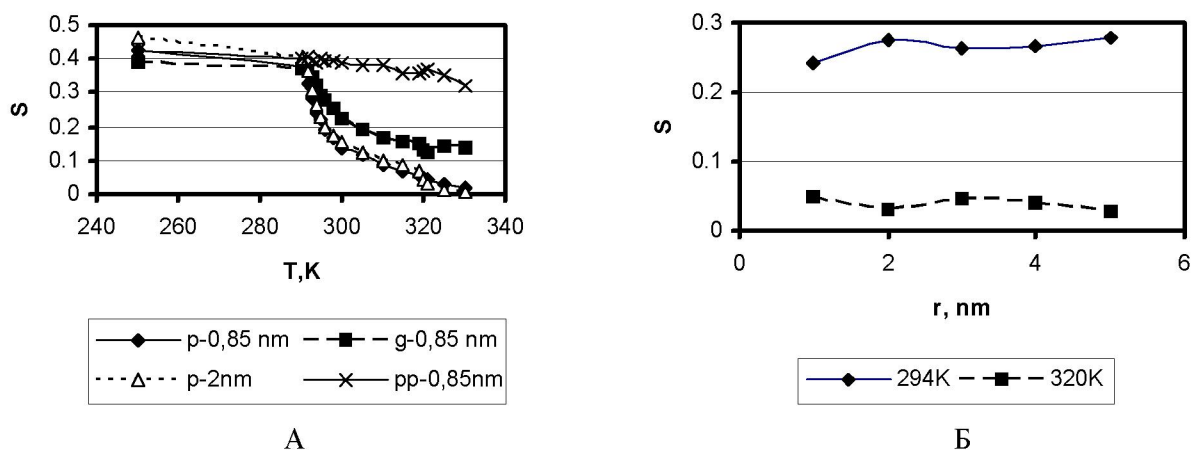 0.5
0.4
0.3
0.2
0.1
0
S
240 260 280 300 320 340
T,K
p-0,85 nm g-0,85 nm
p-2nm pp-0,85nm
А
0.3
0.2
0.1
0
S
0 2 4 6
r, nm
294K 320K
Б